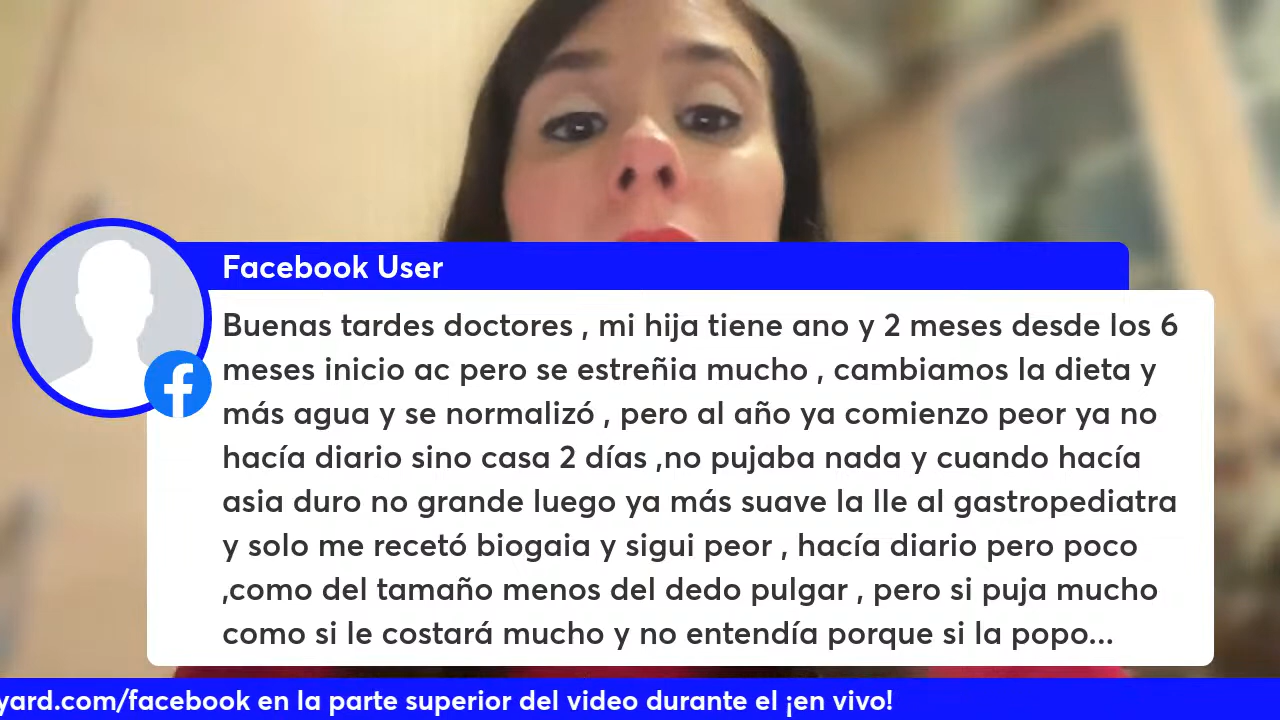 Facebook User
Buenas tardes doctores , mi hija tiene ano y 2 meses desde los 6
meses inicio ac pero se estreñia mucho , cambiamos la dieta y
más agua y se normalizó , pero al año ya comienzo peor ya no
hacía diario sino casa 2 días ,no pujaba nada y cuando hacía
asia duro no grande luego ya más suave la lle al gastropediatra
y solo me recetó biogaia y sigui peor , hacía diario pero poco
,como del tamaño menos del dedo pulgar , pero si puja mucho
como si le costará mucho y no entendía porque si la popo...
yard.com/facebook en la parte superior del video durante el ¡en vivo!